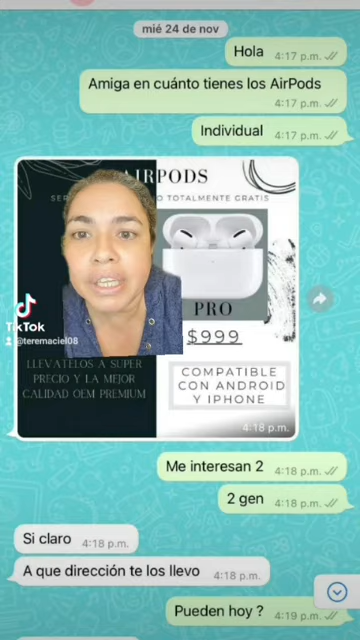 mié 24 de nov
Hola 4:17 p.m.
Amiga en cuánto tienes los AirPods
4:17 p.m.
Individual 4:17 p.m.
AIRPODS
TOTALMENTE GRATIS
PRO
$999
TikTok
@teremaciel08
LLEVATELOS A SUPER
PRECIO Y LA MEJOR
CALIDAD OEM PREMIUM
COMPATIBLE
CON ANDROID
Y IPHONE
4:18 p.m.
Me interesan 2 4:18 p.m.
2 gen 4:18 p.m.
Si claro 4:18 p.m.
A que dirección te los llevo 4:18 p.m.
Pueden hoy ? 4:19 p.m.